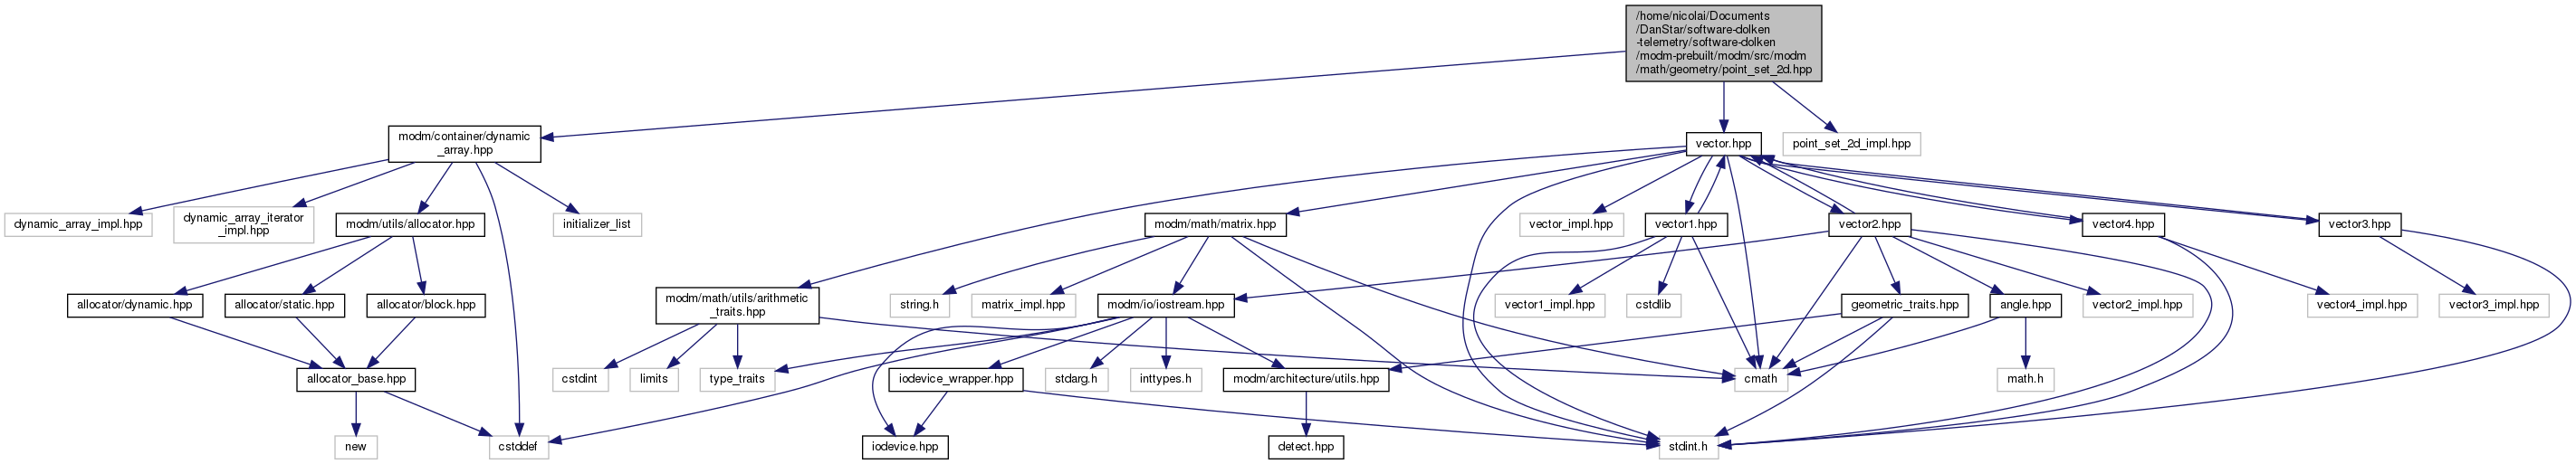 /home/nicolai/Documents
/DanStar/software-dolken
-telemetry/software-dolken
/modm-prebuilt/modm/src/modm
/math/geometry/point_set_2d.hpp
modm/container/dynamic
_array.hpp
vector.hpp
point_set_2d_impl.hpp
dynamic_array_impl.hpp
dynamic_array_iterator
_impl.hpp
modm/utils/allocator.hpp
initializer_list
modm/math/matrix.hpp
vector_impl.hpp
vector1.hpp
vector2.hpp
vector4.hpp
vector3.hpp
allocator/dynamic.hpp
allocator/static.hpp
allocator/block.hpp
modm/math/utils/arithmetic
_traits.hpp
string.h
matrix_impl.hpp
modm/io/iostream.hpp
vector1_impl.hpp
cstdlib
geometric_traits.hpp
angle.hpp
vector2_impl.hpp
vector4_impl.hpp
vector3_impl.hpp
allocator_base.hpp
cstdint
limits
type_traits
iodevice_wrapper.hpp
stdarg.h
inttypes.h
modm/architecture/utils.hpp
cmath
math.h
new
cstddef
iodevice.hpp
detect.hpp
stdint.h